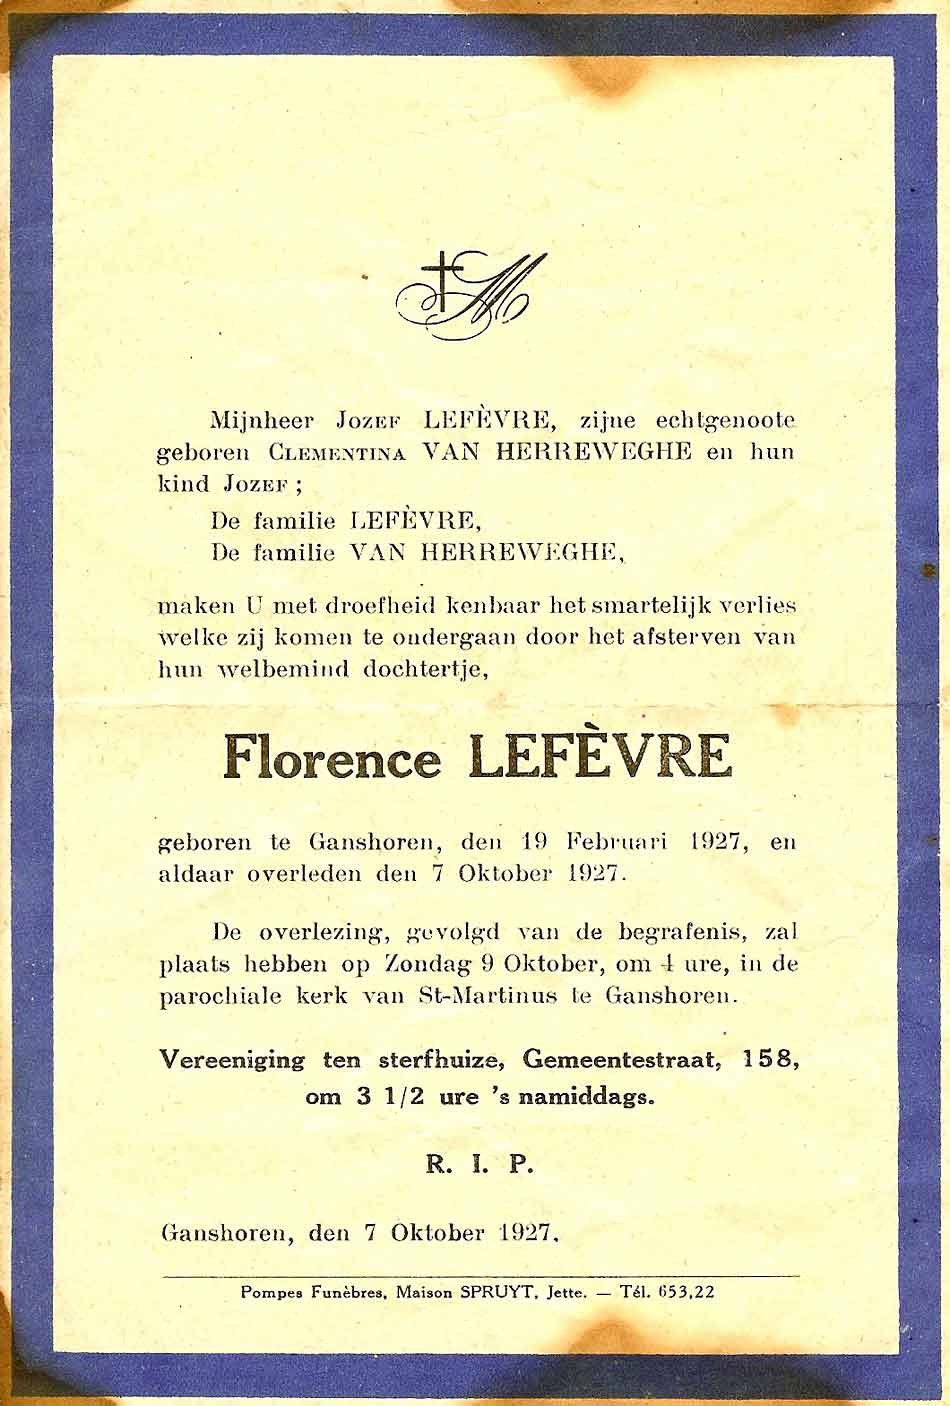 M
Mijnheer Jozef LEFÈVRE, zijne echtgenoote
geboren Clementina VAN HERREWEGHE en hun
kind Jozef ;
De familie LEFÈVRE,
De familie VAN HERREWEGHE,
maken U met droefheid kenbaar het smartelijk verlies
welke zij komen te ondergaan door het afsterven van
hun welbemind dochtertje,
Florence LEFÈVRE
geboren te Ganshoren, den 19 Februari 1927, en
aldaar overleden den 7 Oktober 1927.
De overlezing, gevolgd van de begrafenis, zal
plaats hebben op Zondag 9 Oktober, om 4 ure, in de
parochiale kerk van St-Martinus te Ganshoren.
Vereeniging ten sterfhuize, Gemeentestraat, 158,
om 3 1/2 ure 's namiddags.
R. I. P.
Ganshoren, den 7 Oktober 1927.
Pompes Funèbres, Maison SPRUYT, Jette. — Tél. 653,22